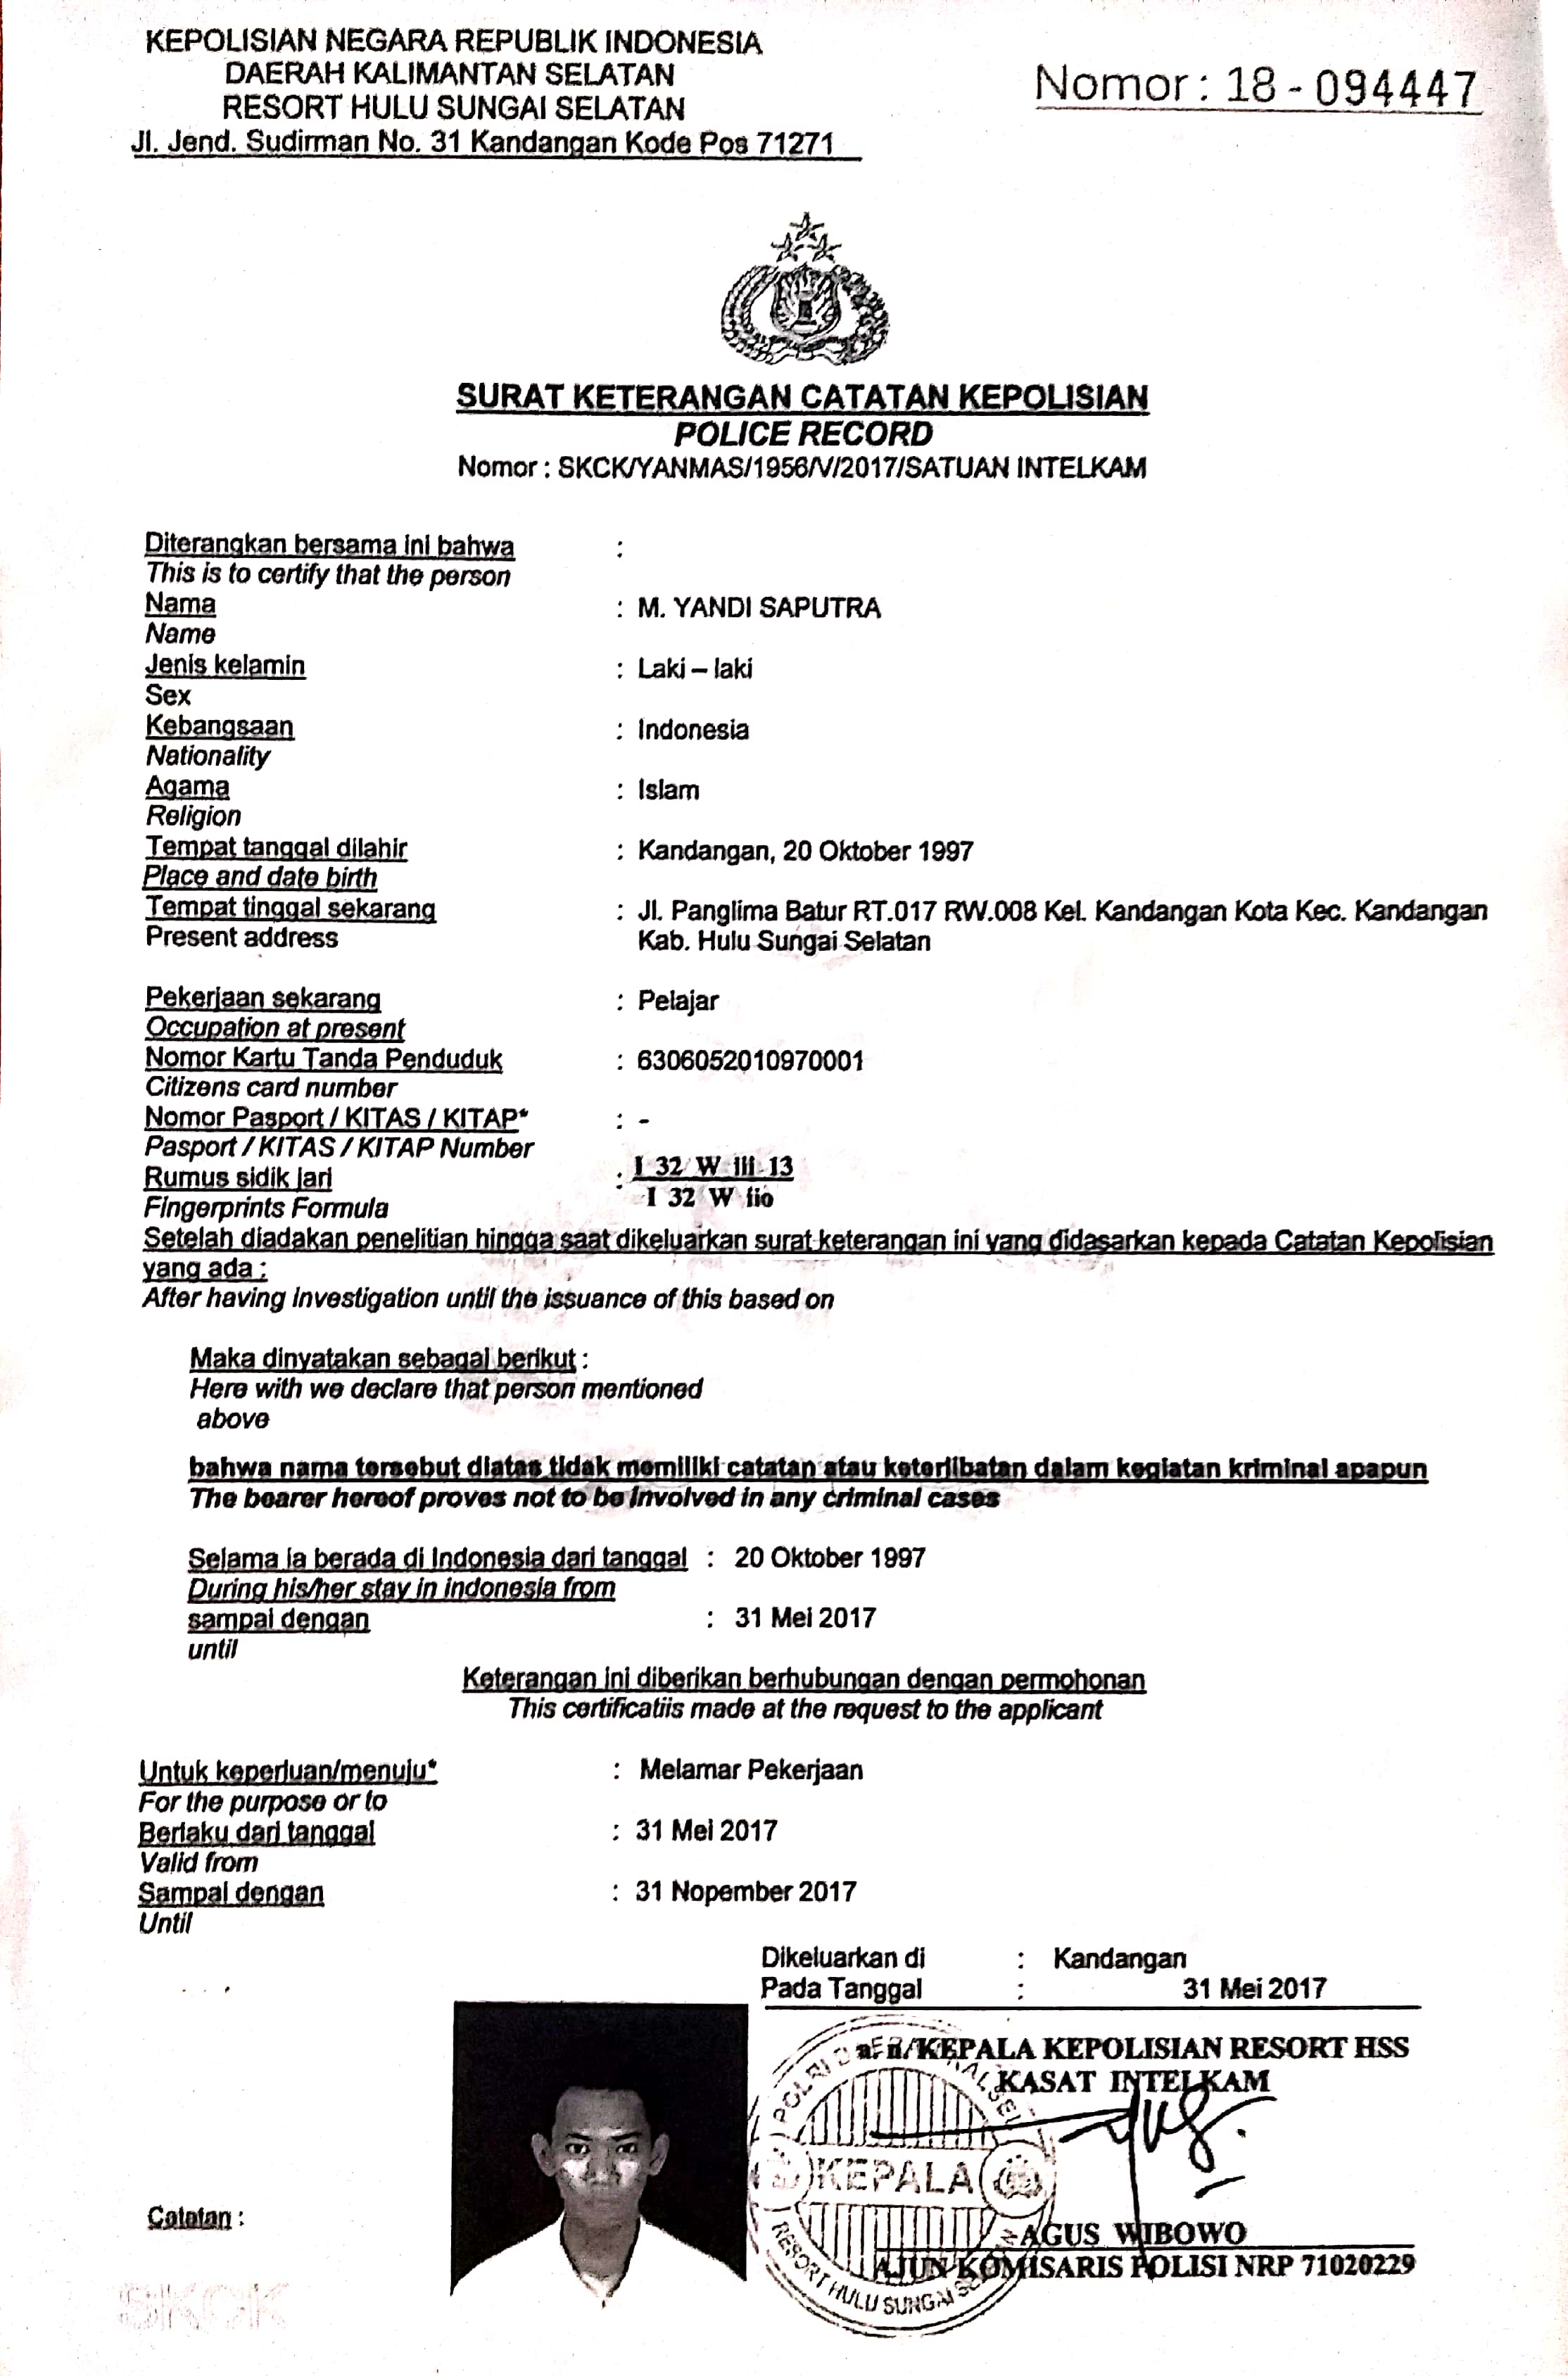 KEPOLISIAN NEGARA REPUBLIK INDONESIA
DAERAH KALIMANTAN SELATAN
RESORT HULU SUNGAI SELATAN
Jl. Jend. Sudirman No. 31 Kandangan Kode Pos 71271
Nomor : 18 - 094447
SURAT KETERANGAN CATATAN KEPOLISIAN
POLICE RECORD
Nomor : SKCK/YANMAS/1956/V/2017/SATUAN INTELKAM
Diterangkan bersama ini bahwa :
This is to certify that the person
Nama : M. YANDI SAPUTRA
Name
Jenis kelamin : Laki – laki
Sex
Kebangsaan : Indonesia
Nationality
Agama : Islam
Religion
Tempat tanggal dilahir : Kandangan, 20 Oktober 1997
Place and date birth
Tempat tinggal sekarang : Jl. Panglima Batur RT.017 RW.008 Kel. Kandangan Kota Kec. Kandangan
Present address Kab. Hulu Sungai Selatan
Pekerjaan sekarang : Pelajar
Occupation at present
Nomor Kartu Tanda Penduduk : 6306052010970001
Citizens card number
Nomor Pasport / KITAS / KITAP* : -
Pasport / KITAS / KITAP Number
Rumus sidik jari : I 32 W III 13
Fingerprints Formula I 32 W
Setelah diadakan penelitian hingga saat dikeluarkan surat keterangan ini yang didasarkan kepada Catatan Kepolisian
yang ada :
After having investigation until the issuance of this based on
Maka dinyatakan sebagai berikut :
Here with we declare that person mentioned
above
bahwa nama tersebut diatas tidak memiliki catatan atau keterlibatan dalam kegiatan kriminal apapun
The bearer hereof proves not to be involved in any criminal cases
Selama ia berada di Indonesia dari tanggal : 20 Oktober 1997
During his/her stay in indonesia from
sampai dengan : 31 Mei 2017
until
Keterangan ini diberikan berhubungan dengan permohonan
This certificatiis made at the request to the applicant
Untuk keperluan/menuju* : Melamar Pekerjaan
For the purpose or to
Berlaku dari tanggal : 31 Mei 2017
Valid from
Sampai dengan : 31 Nopember 2017
Until
Dikeluarkan di : Kandangan
Pada Tanggal : 31 Mei 2017
a.n/KEPALA KEPOLISIAN RESORT HSS
KASAT INTELKAM
POLRI DAERAH KALSEL
KEPALA
RESORT HULU SUNGAI SELATAN
AGUS WIBOWO
AJUN KOMISARIS POLISI NRP 71020229
Catatan :
SKCK